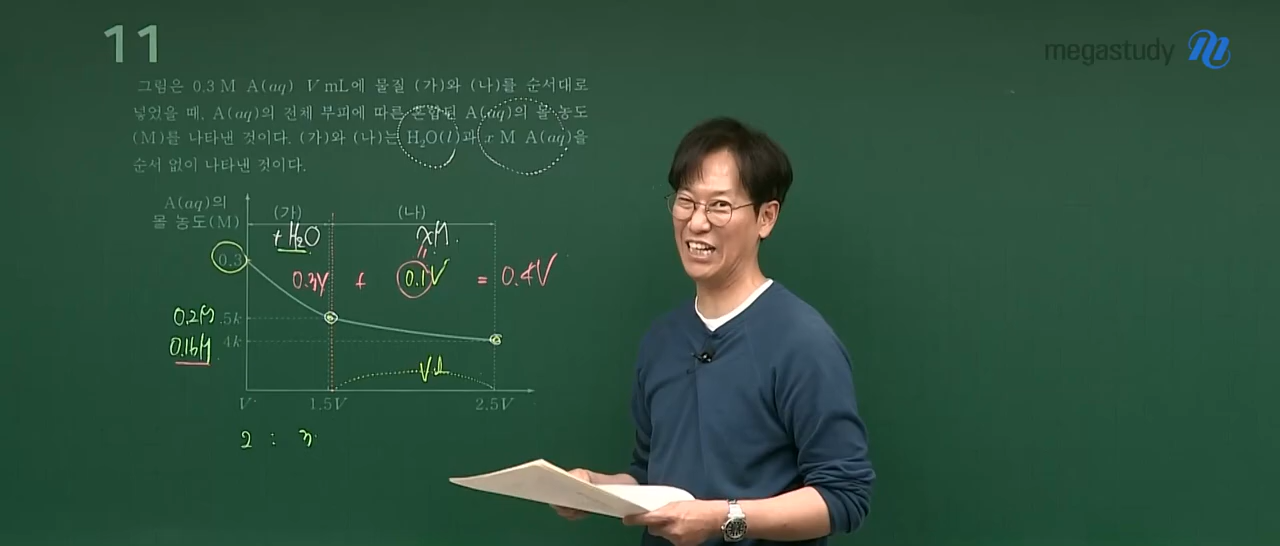 11
megastudy
그림은 0.3 M A(aq) V mL에 물질 (가)와 (나)를 순서대로
넣었을 때, A(aq)의 전체 부피에 따른 혼합된 A(aq)의 몰 농도
(M)를 나타낸 것이다. (가)와 (나)는 H₂O(l)과 x M A(aq)을
순서 없이 나타낸 것이다.
A(aq)의
몰 농도(M)
(가) (나)
+ H₂O xM.
0.3
0.3V + 0.1V = 0.4V
0.2M 5k
0.16M 4k
V 1.5V 2.5V
2 : 3